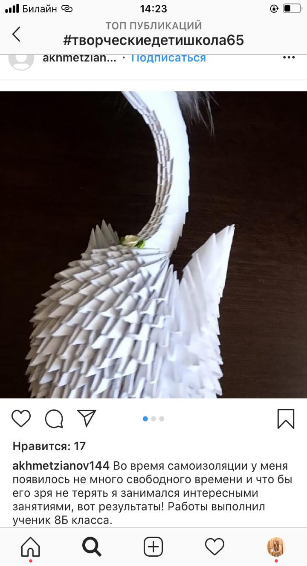 Билайн
14:23
ТОП ПУБЛИКАЦИЙ
#творческиедетишкола65
akhmetzian... · Подписаться
Нравится: 17
akhmetzianov144 Во время самоизоляции у меня
появилось не много свободного времени и что бы
его зря не терять я занимался интересными
занятиями, вот результаты! Работы выполнил
ученик 8Б класса.